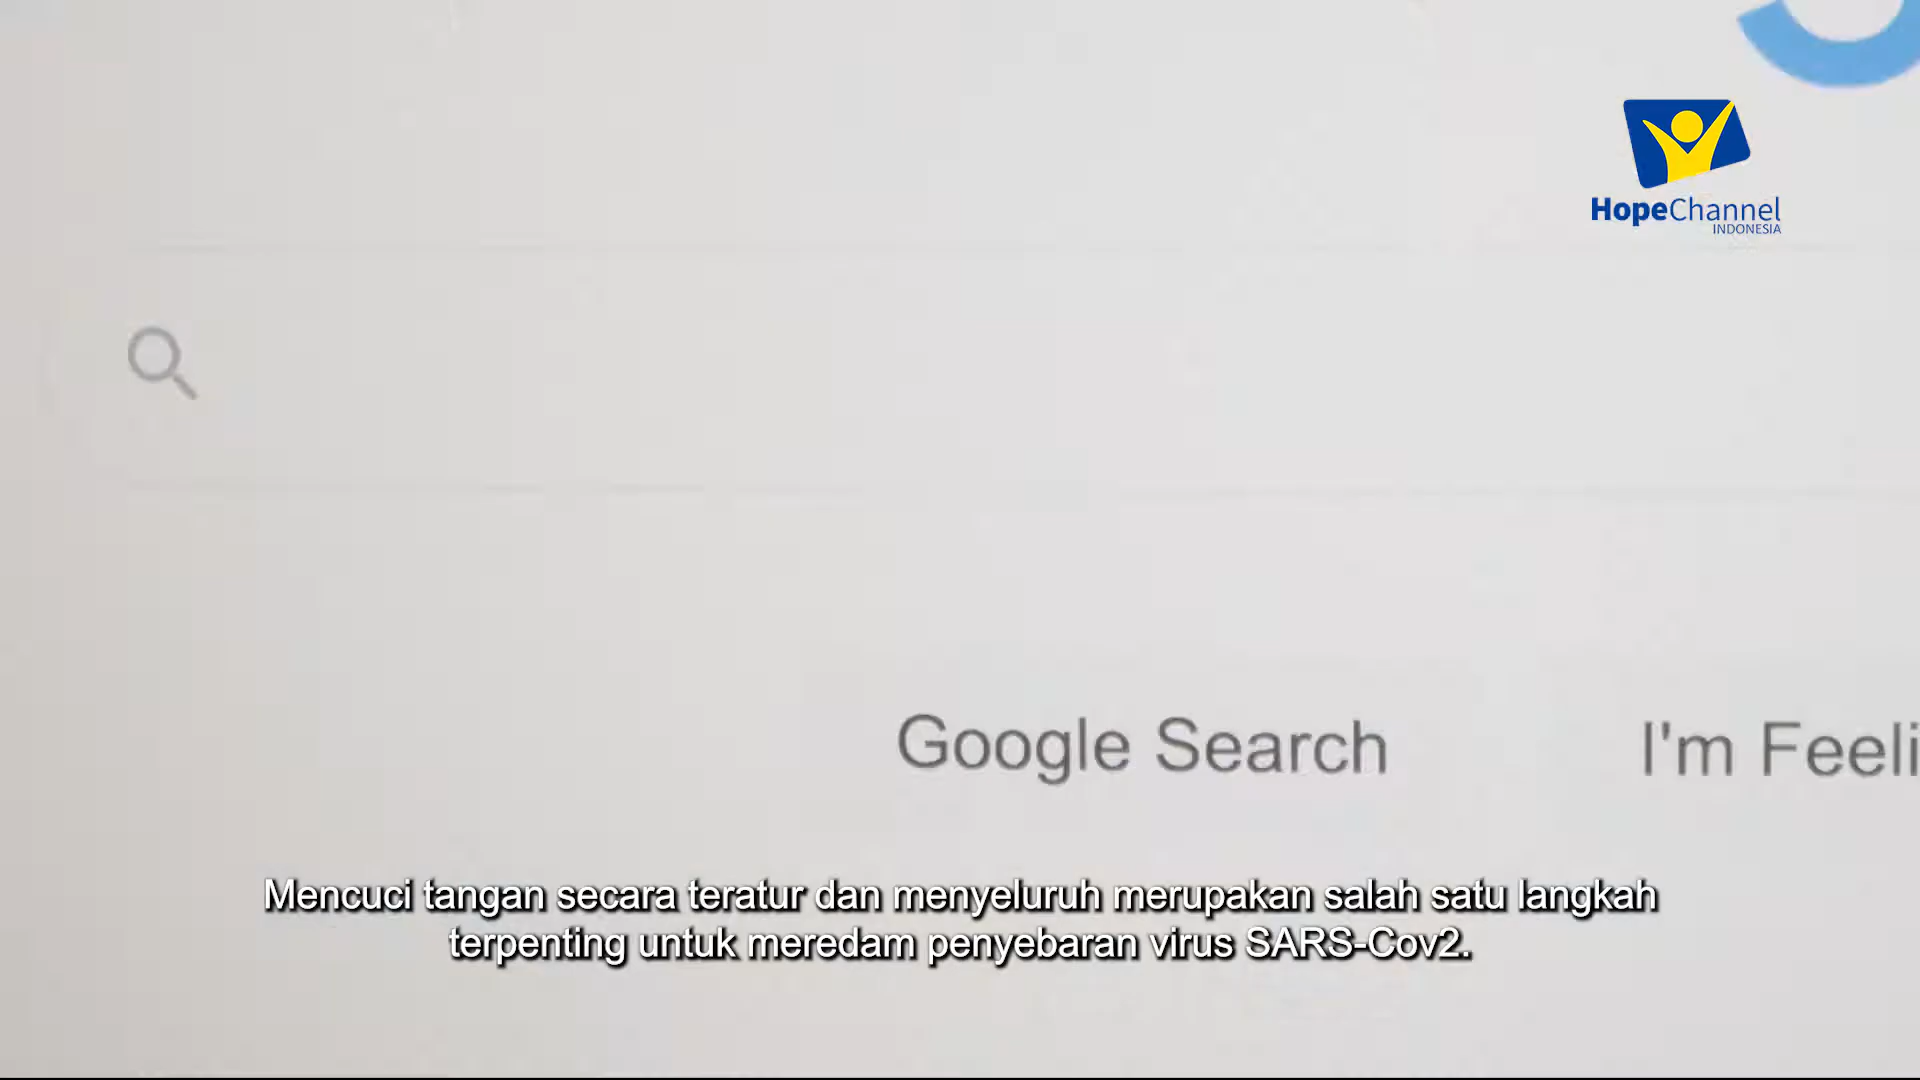 HopeChannel
INDONESIA
Google Search
I'm Feeli
Mencuci tangan secara teratur dan menyeluruh merupakan salah satu langkah
terpenting untuk meredam penyebaran virus SARS-Cov2.